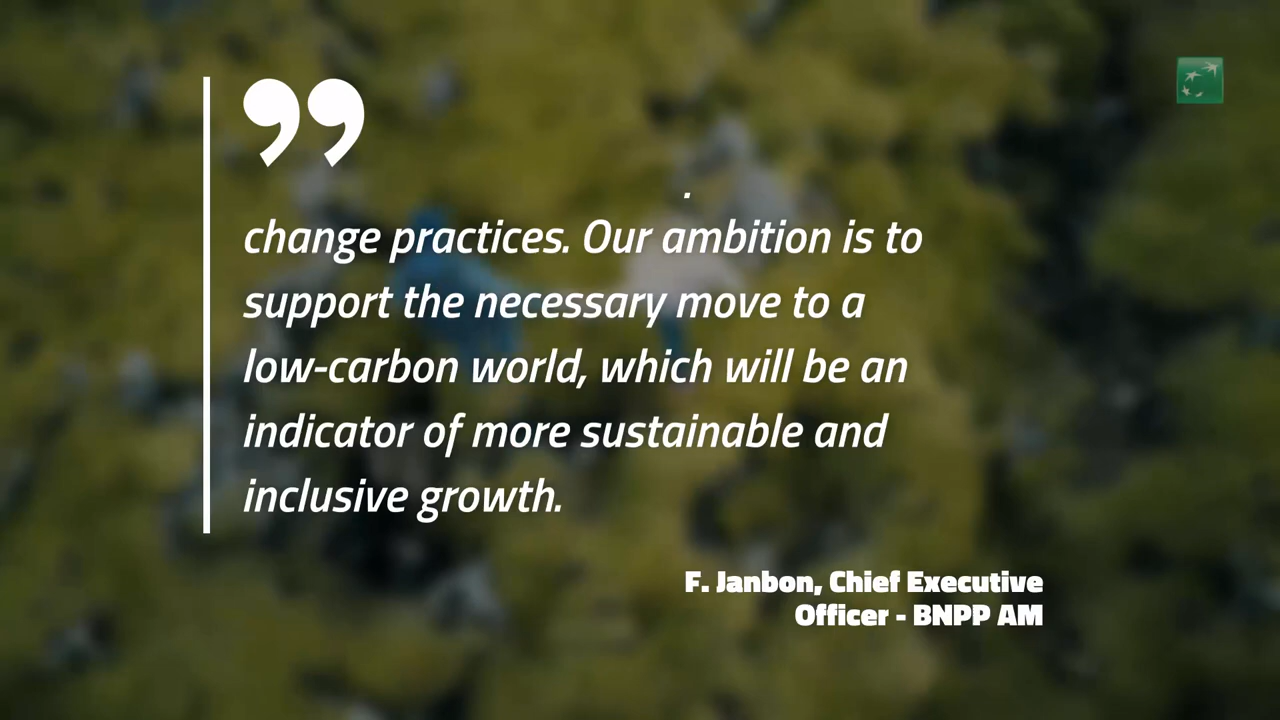 ”
change practices. Our ambition is to
support the necessary move to a
low-carbon world, which will be an
indicator of more sustainable and
inclusive growth.
F. Janbon, Chief Executive
Officer - BNPP AM